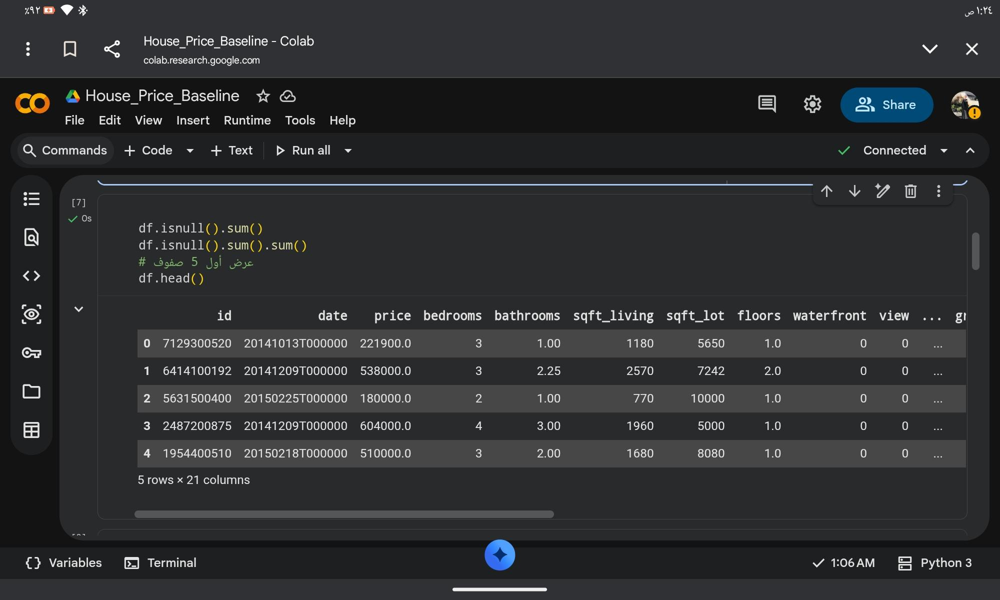 ٪٩٢
١:٢٤ ص
House_Price_Baseline - Colab
colab.research.google.com
House_Price_Baseline
File Edit View Insert Runtime Tools Help
Share
Commands + Code + Text Run all
Connected
[7]
0s
df.isnull().sum()
df.isnull().sum().sum()
# عرض أول 5 صفوف
df.head()
id date price bedrooms bathrooms sqft_living sqft_lot floors waterfront view ...
0 7129300520 20141013T000000 221900.0 3 1.00 1180 5650 1.0 0 0 ...
1 6414100192 20141209T000000 538000.0 3 2.25 2570 7242 2.0 0 0 ...
2 5631500400 20150225T000000 180000.0 2 1.00 770 10000 1.0 0 0 ...
3 2487200875 20141209T000000 604000.0 4 3.00 1960 5000 1.0 0 0 ...
4 1954400510 20150218T000000 510000.0 3 2.00 1680 8080 1.0 0 0 ...
5 rows × 21 columns
Variables Terminal
1:06 AM Python 3